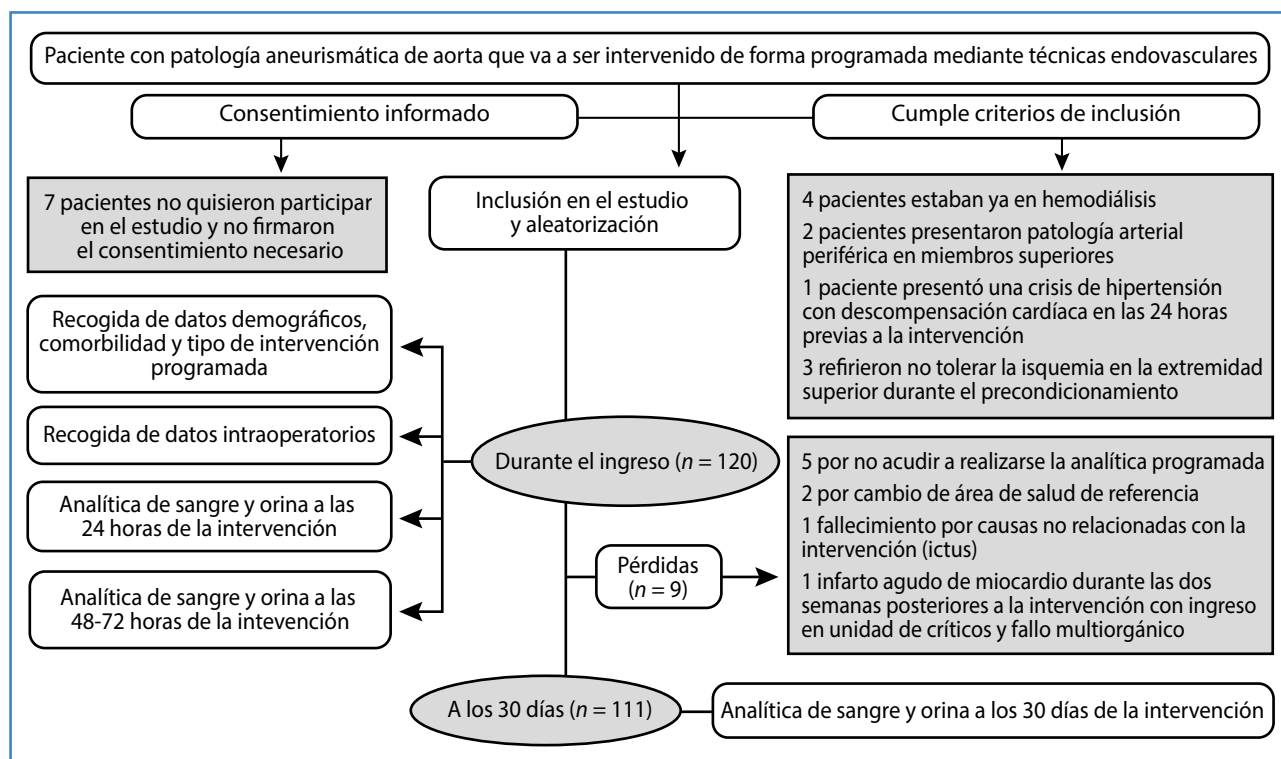 Paciente con patología aneurismática de aorta que va a ser intervenido de forma programada mediante técnicas endovasculares
Consentimiento informado
Cumple criterios de inclusión
7 pacientes no quisieron participar
en el estudio y no firmaron
el consentimiento necesario
Inclusión en el estudio
y aleatorización
4 pacientes estaban ya en hemodiálisis
2 pacientes presentaron patología arterial
periférica en miembros superiores
1 paciente presentó una crisis de hipertensión
con descompensación cardíaca en las 24 horas
previas a la intervención
3 refirieron no tolerar la isquemia en la extremidad
superior durante el precondicionamiento
Recogida de datos demográficos,
comorbilidad y tipo de intervención
programada
Recogida de datos intraoperatorios
Analítica de sangre y orina a las
24 horas de la intervención
Analítica de sangre y orina a las
48-72 horas de la intevención
Durante el ingreso (n = 120)
Pérdidas
(n = 9)
5 por no acudir a realizarse la analítica programada
2 por cambio de área de salud de referencia
1 fallecimiento por causas no relacionadas con la
intervención (ictus)
1 infarto agudo de miocardio durante las dos
semanas posteriores a la intervención con ingreso
en unidad de críticos y fallo multiorgánico
A los 30 días (n = 111)
Analítica de sangre y orina a los 30 días de la intervención